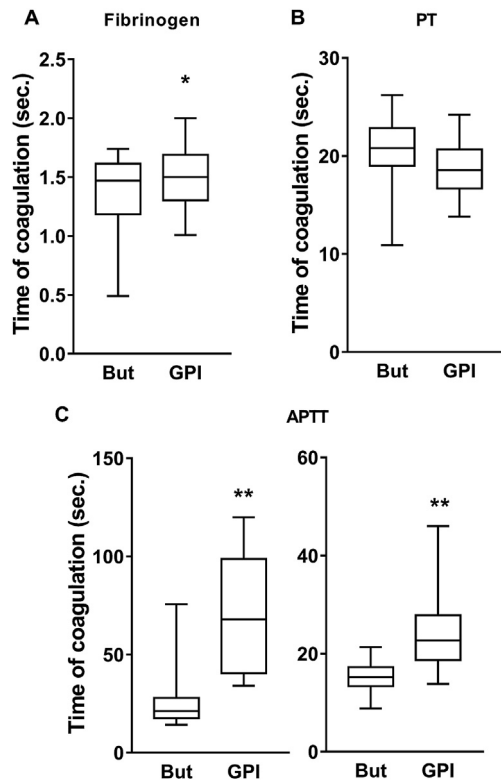 A Fibrinogen
B PT
Time of coagulation (sec.)
2.5
2.0
1.5
1.0
0.5
0.0
*
But GPI
Time of coagulation (sec.)
30
20
10
0
But GPI
C APTT
Time of coagulation (sec.)
150
100
50
0
**
But GPI
60
40
20
0
**
But GPI